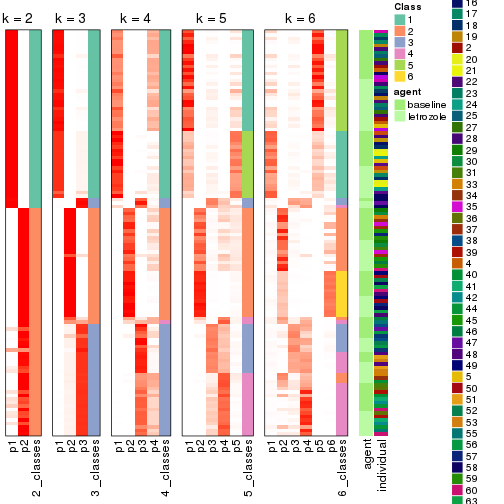 k = 2
k = 3
k = 4
k = 5
k = 6
p1
p2
2_classes
p1
p2
p3
3_classes
p1
p2
p3
p4
4_classes
p1
p2
p3
p4
p5
5_classes
p1
p2
p3
p4
p5
p6
6_classes
agent
individual
Class
1
2
3
4
5
6
agent
baseline
letrozole
16
17
18
19
2
20
21
22
23
24
25
27
28
29
30
31
33
34
35
36
37
38
39
4
40
41
42
44
45
46
47
48
49
5
50
51
52
53
55
56
57
58
59
60
63